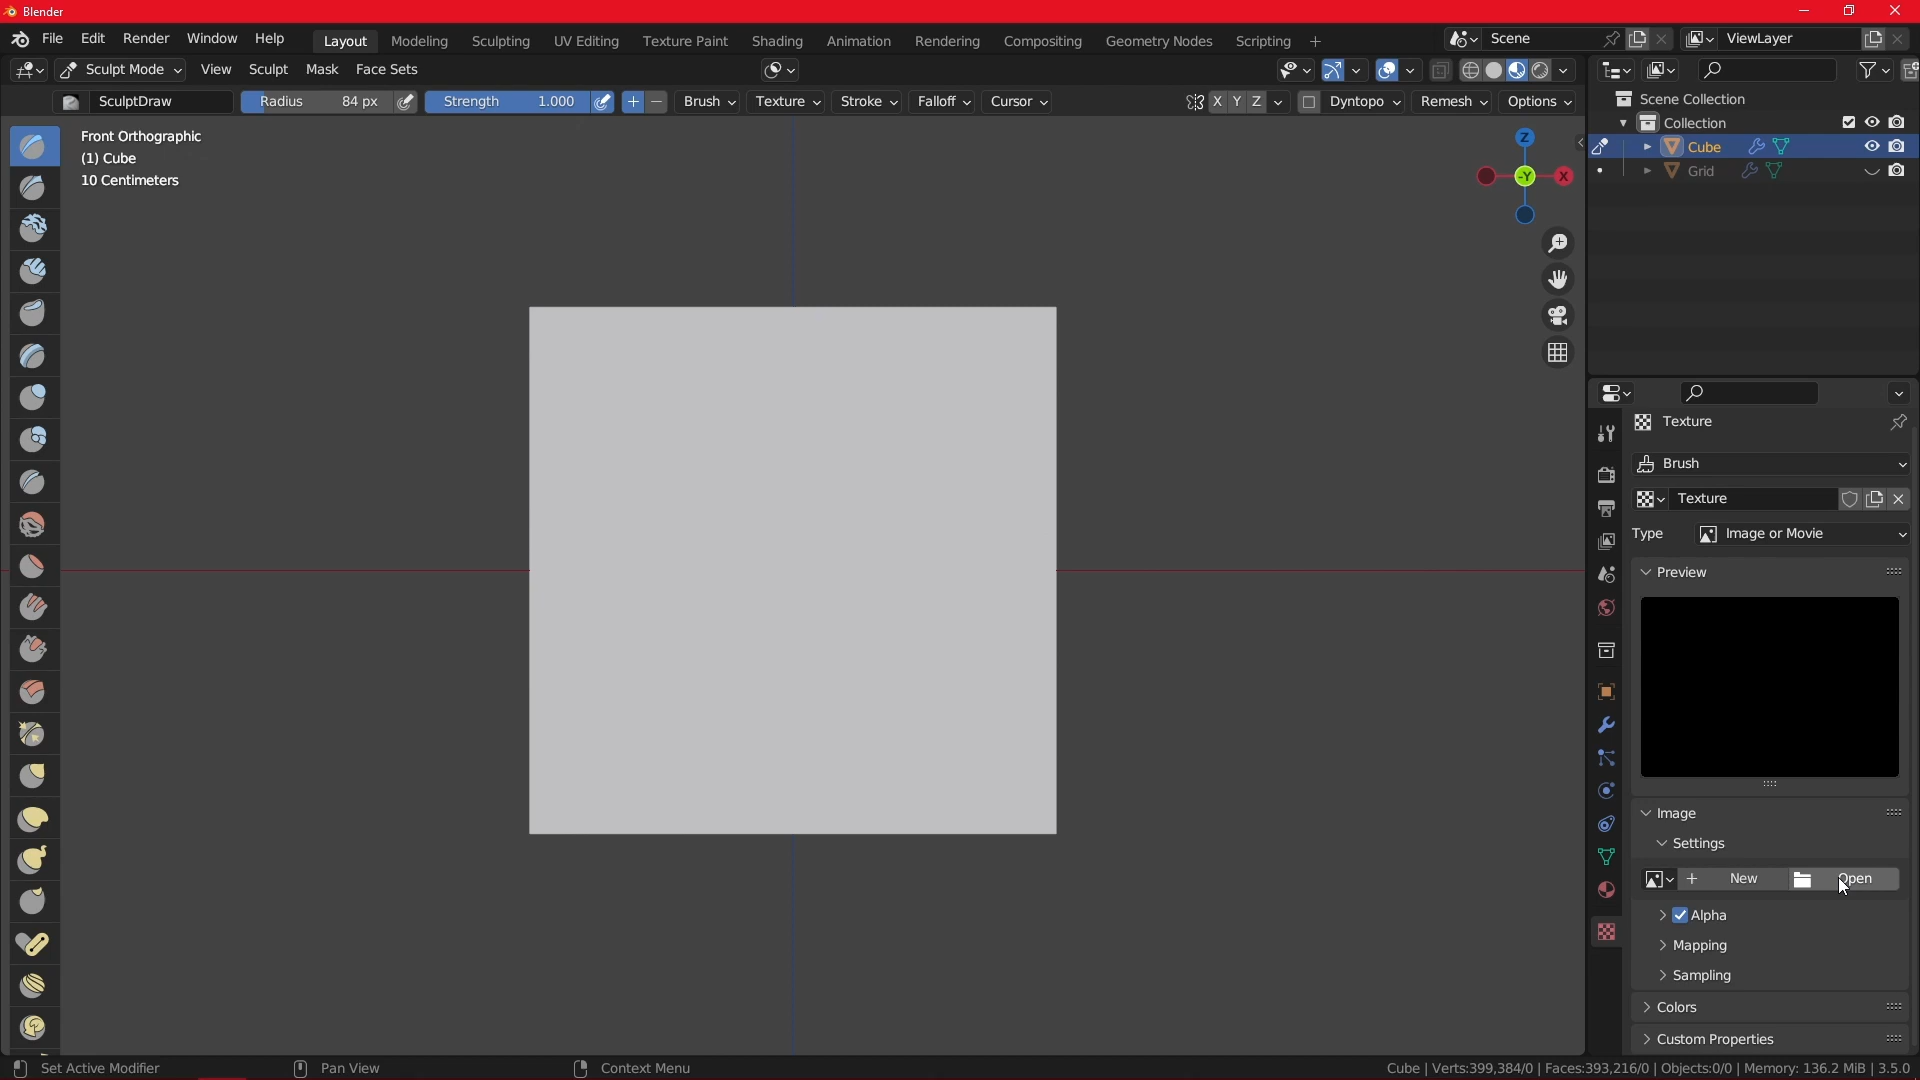 Blender
File Edit Render Window Help Layout Modeling Sculpting UV Editing Texture Paint Shading Animation Rendering Compositing Geometry Nodes Scripting + Scene ViewLayer
Sculpt Mode View Sculpt Mask Face Sets
SculptDraw Radius 84 px Strength 1.000 + − Brush Texture Stroke Falloff Cursor X Y Z Dyntopo Remesh Options
Front Orthographic
(1) Cube
10 Centimeters
Z
-Y X
Scene Collection
Collection
Cube
Grid
Texture
Brush
Texture
Type Image or Movie
Preview
Image
Settings
+ New Open
Alpha
Mapping
Sampling
Colors
Custom Properties
Set Active Modifier Pan View Context Menu Cube | Verts:399,384/0 | Faces:393,216/0 | Objects:0/0 | Memory: 136.2 MiB | 3.5.0